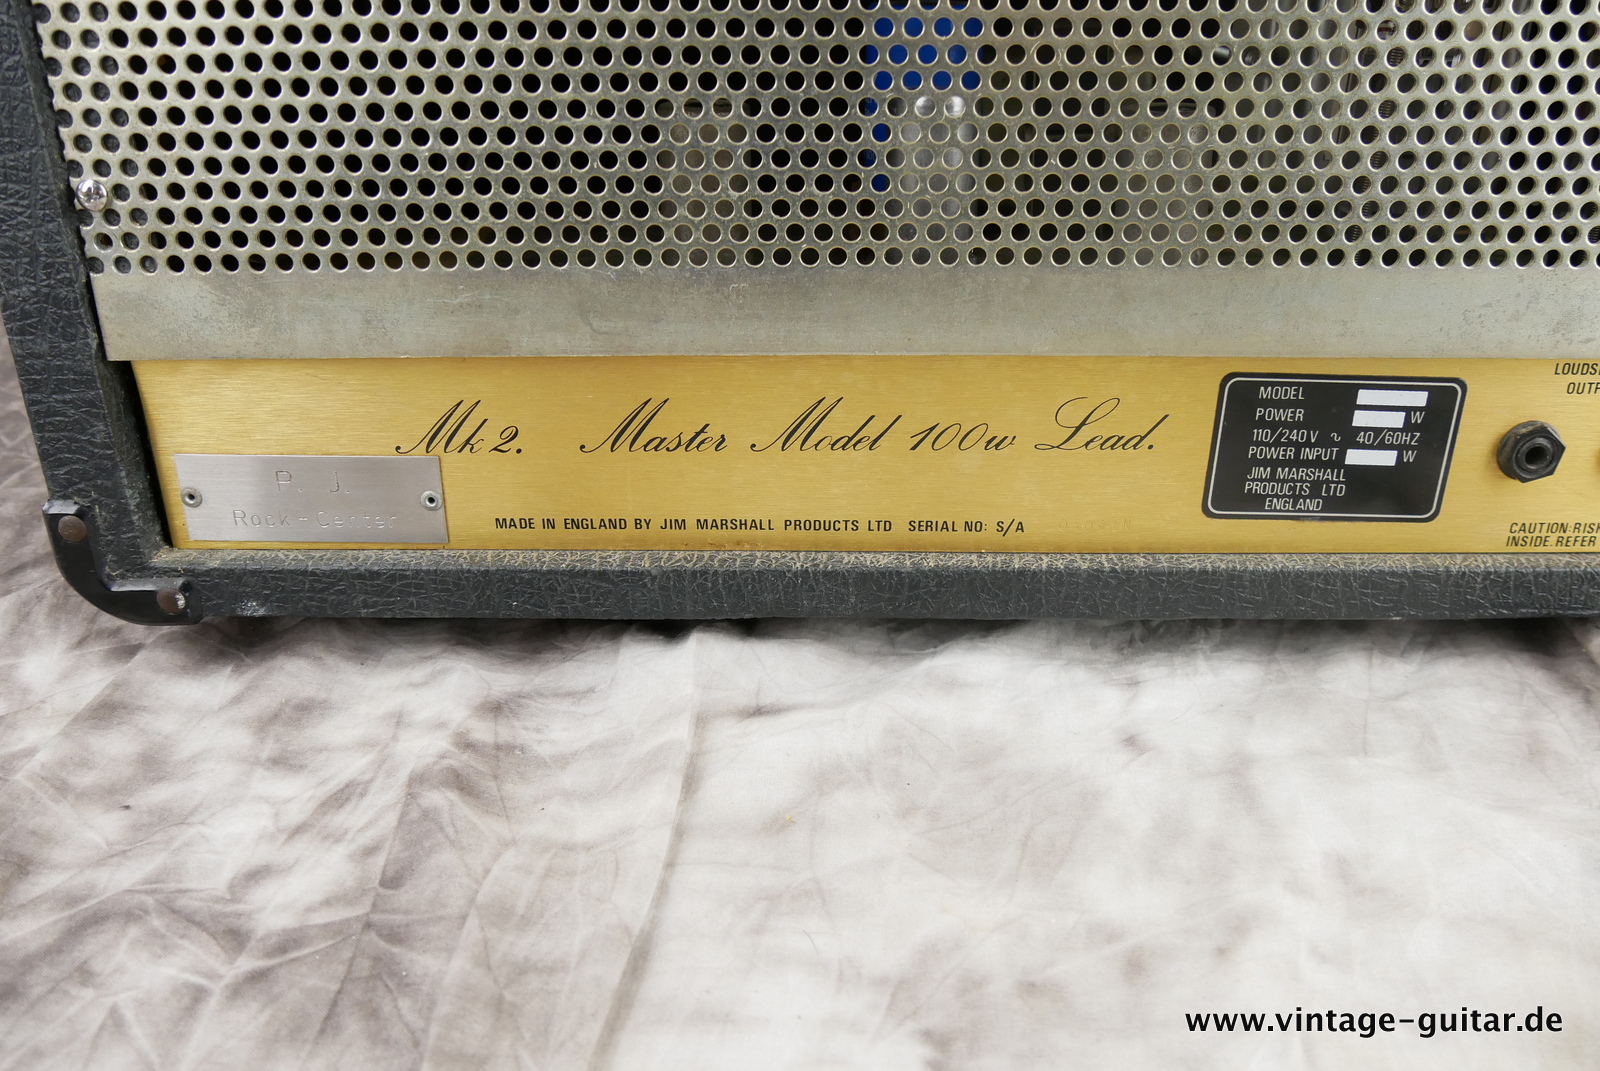 Mk 2. Master Model 100w Lead.
P. J.
Rock-Center
MADE IN ENGLAND BY JIM MARSHALL PRODUCTS LTD SERIAL NO: S/A
MODEL
POWER W
110/240V ~ 40/60HZ
POWER INPUT W
JIM MARSHALL
PRODUCTS LTD
ENGLAND
CAUTION:
INSIDE. REFER
www.vintage-guitar.de